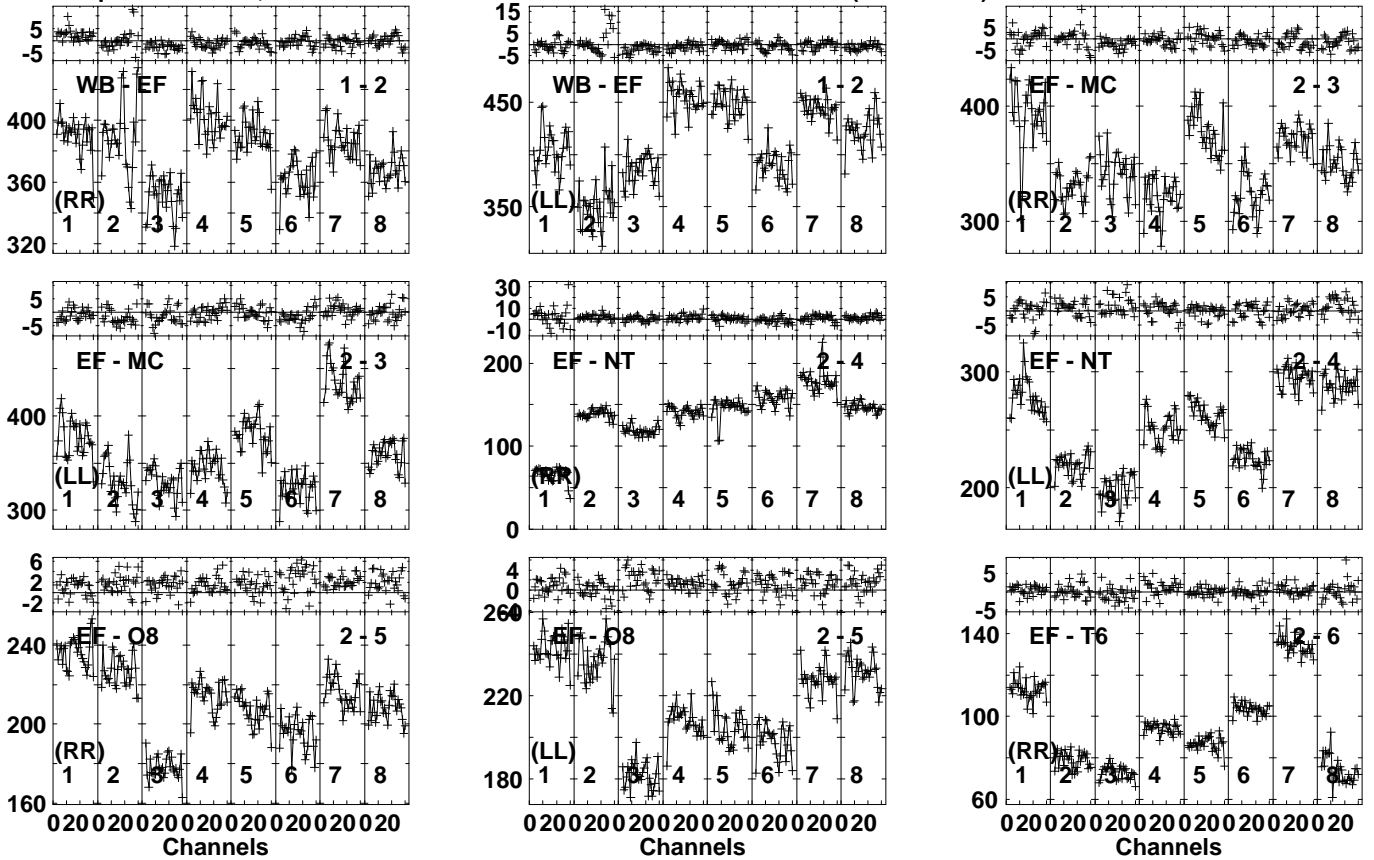 5
-5
WB - EF 1 - 2
400
360
320
(RR)
1 2 3 4 5 6 7 8
15
5
-5
WB - EF 1 - 2
450
350
(LL)
1 2 3 4 5 6 7 8
5
-5
EF - MC 2 - 3
400
300
(RR)
1 2 3 4 5 6 7 8
5
-5
EF - MC 2 - 3
400
300
(LL)
1 2 3 4 5 6 7 8
30
10
-10
EF - NT 2 - 4
200
100
0
(RR)
1 2 3 4 5 6 7 8
5
-5
EF - NT 2 - 4
300
200
(LL)
1 2 3 4 5 6 7 8
6
2
-2
EF - O8 2 - 5
240
200
160
(RR)
1 2 3 4 5 6 7 8
0 20 0 20 0 20 0 20 0 20 0 20 0 20 0 20
Channels
4
0
260
EF - O8 2 - 5
220
180
(LL)
1 2 3 4 5 6 7 8
0 20 0 20 0 20 0 20 0 20 0 20 0 20 0 20
Channels
5
-5
EF - T6 2 - 6
140
100
60
(RR)
1 2 3 4 5 6 7 8
0 20 0 20 0 20 0 20 0 20 0 20 0 20 0 20
Channels